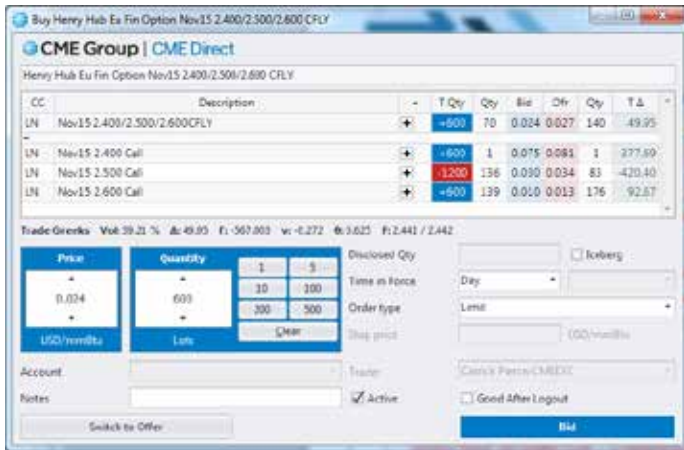 Buy Henry Hub Eu Fin Option Nov15 2.400/2.500/2.600 CFLY
CME Group | CME Direct
Henry Hub Eu Fin Option Nov15 2.400/2.500/2.600 CFLY
CC Description - T Qty Qty Bid Ofr Qty T Δ
LN Nov15 2.400/2.500/2.600CFLY + +600 70 0.024 0.027 140 49.95
LN Nov15 2.400 Call + +600 1 0.075 0.081 1 377.69
LN Nov15 2.500 Call + -1200 136 0.030 0.034 83 -420.40
LN Nov15 2.600 Call + +600 139 0.010 0.013 176 92.67
Trade Greeks Vol: 39.21 % Δ: 49.95 Γ: -567.003 ν: -0.272 θ: 3.625 F: 2.441 / 2.442
Price Quantity Disclosed Qty Iceberg
1 5
0.024 600 10 100 Time in Force Day
200 500 Order type Limit
USD/mmBtu Lots Clear Stop price USD/mmBtu
Account Trader
Notes Active Good After Logout
Switch to Offer Bid